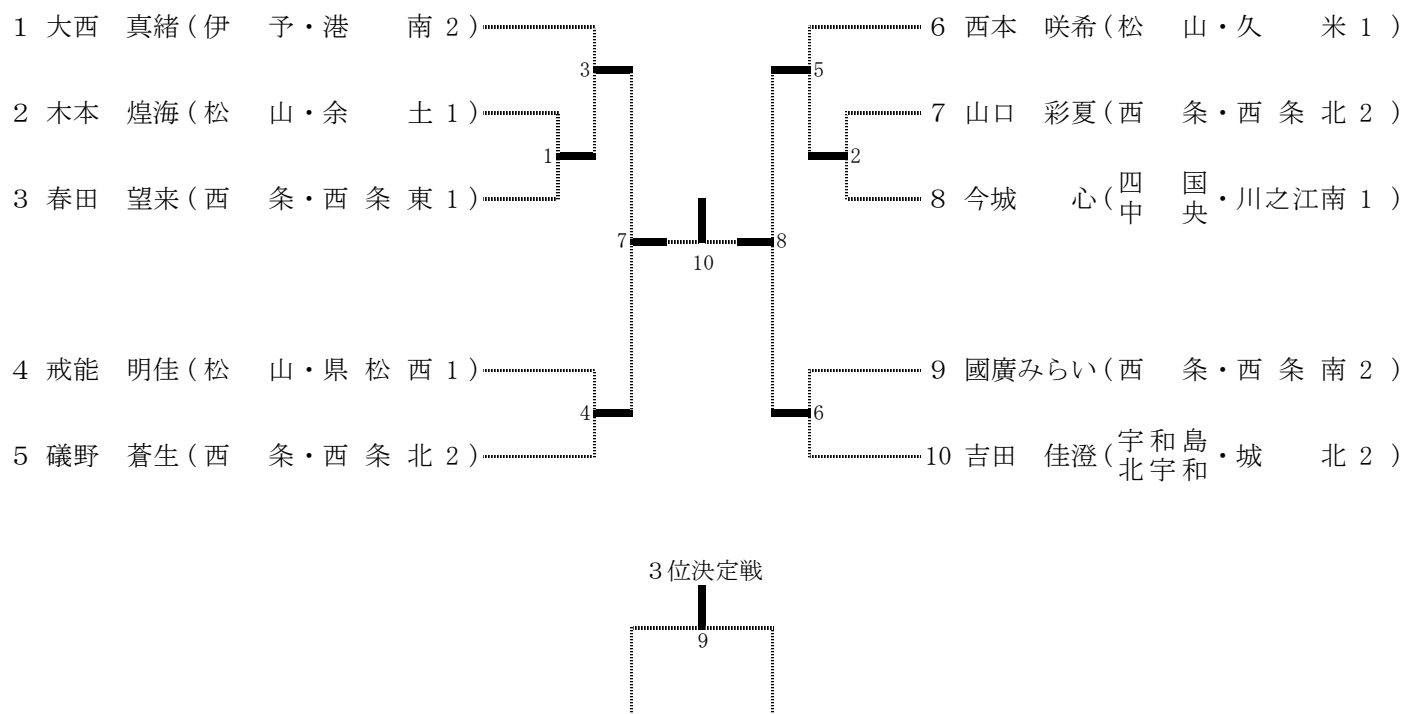 1 大西 真緒 ( 伊 予 ・ 港 南 2 )
2 木本 煌海 ( 松 山 ・ 余 土 1 )
3 春田 望来 ( 西 条 ・ 西 条 東 1 )
4 戒能 明佳 ( 松 山 ・ 県 松 西 1 )
5 礒野 蒼生 ( 西 条 ・ 西 条 北 2 )
3
1
7
4
10
6 西本 咲希 ( 松 山 ・ 久 米 1 )
7 山口 彩夏 ( 西 条 ・ 西 条 北 2 )
8 今城 心 ( 四国中央 ・ 川之江南 1 )
9 國廣みらい ( 西 条 ・ 西 条 南 2 )
10 吉田 佳澄 ( 宇和島北宇和 ・ 城 北 2 )
5
2
8
6
３位決定戦
9